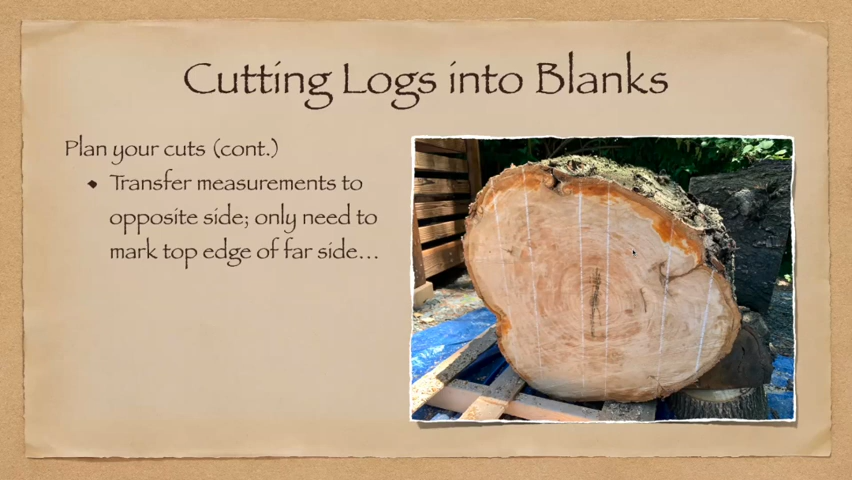 Cutting Logs into Blanks
Plan your cuts (cont.)
Transfer measurements to
opposite side; only need to
mark top edge of far side...